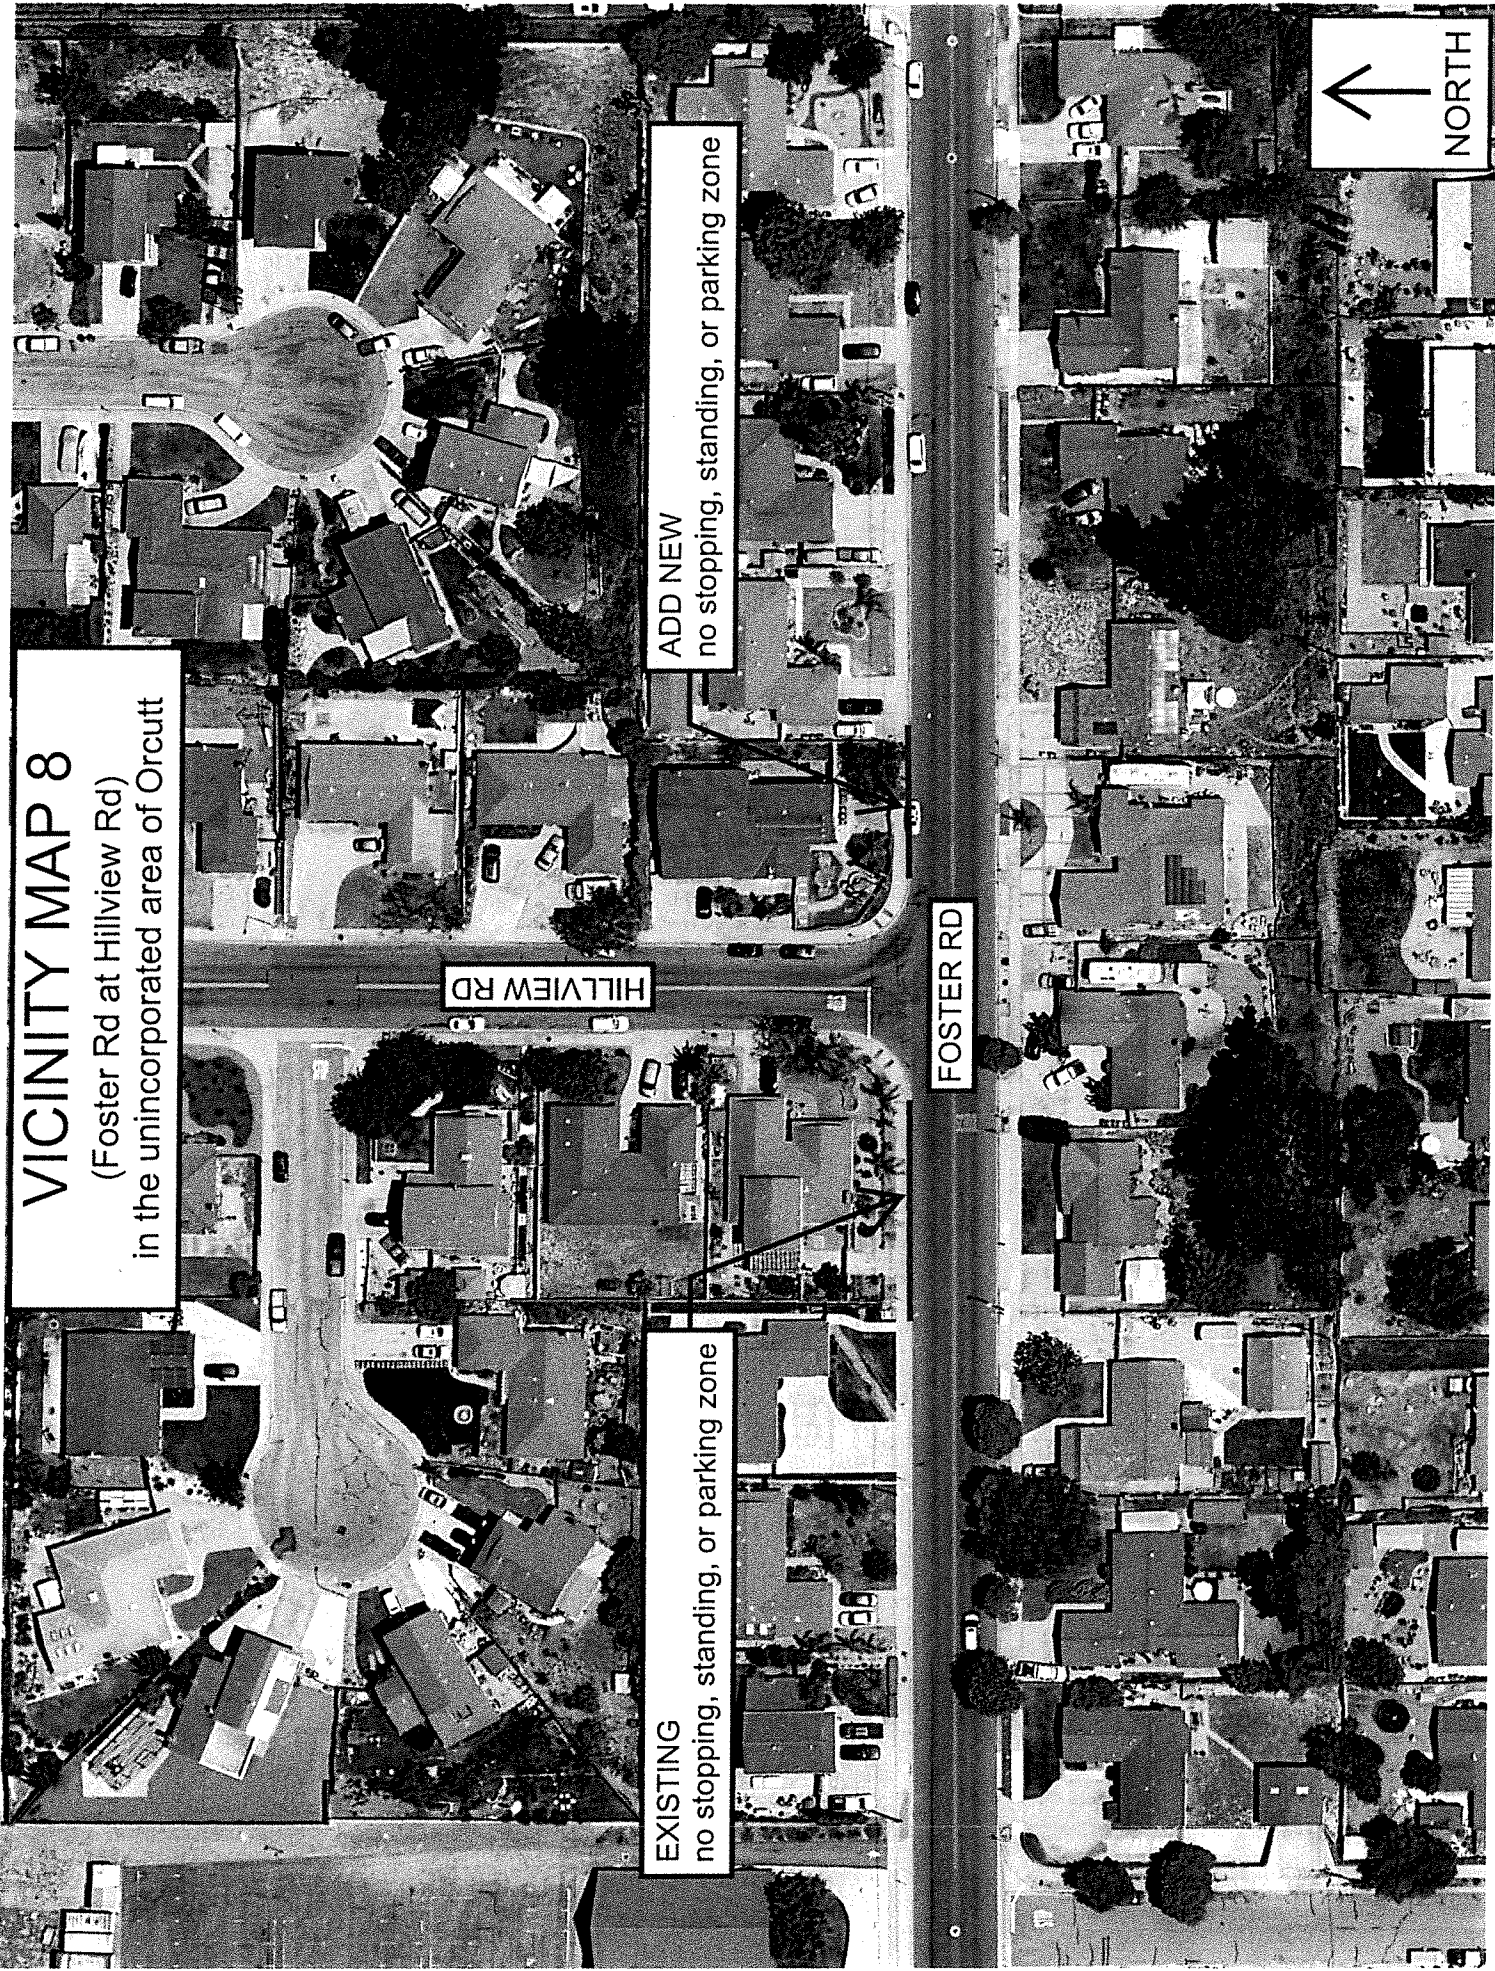 VICINITY MAP 8
(Foster Rd at Hillview Rd)
in the unincorporated area of Orcutt
EXISTING
no stopping, standing, or parking zone
ADD NEW
no stopping, standing, or parking zone
HILLVIEW RD
FOSTER RD
NORTH